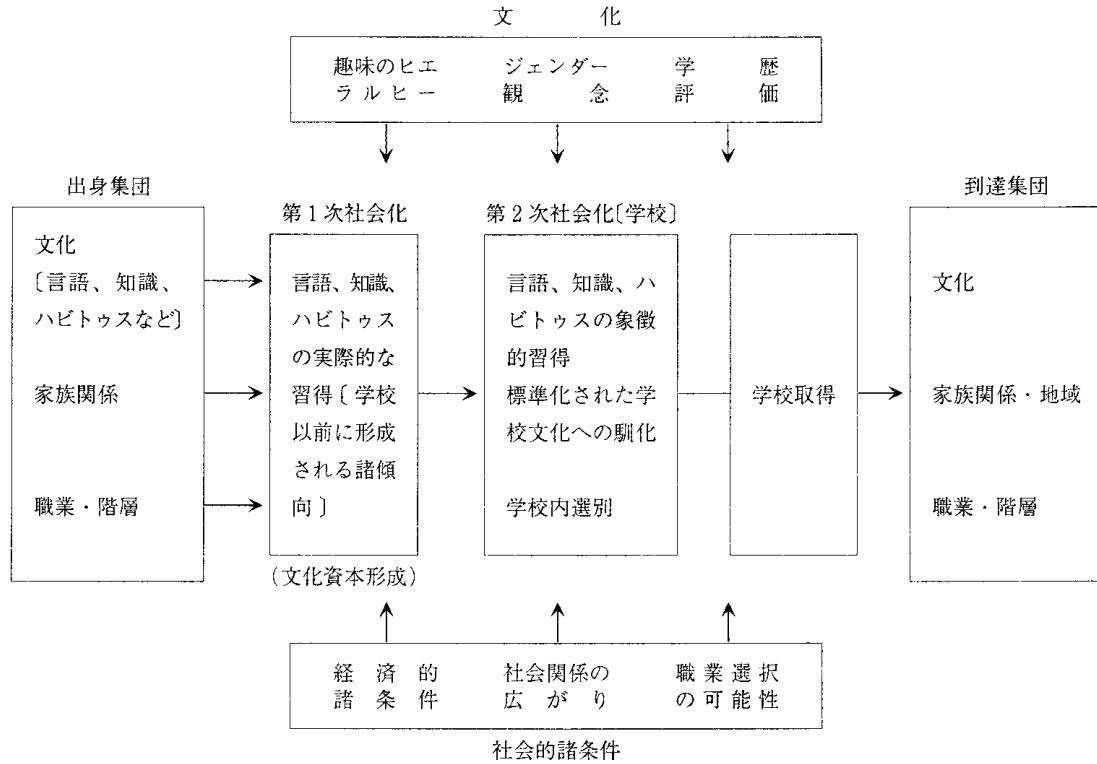 文化
趣味のヒエ
ラルヒー
ジェンダー
観念
学歴
評価
出身集団
文化
〔言語、知識、
ハビトゥスなど〕
家族関係
職業・階層
第1次社会化
言語、知識、
ハビトゥス
の実際的な
習得〔学校
以前に形成
される諸傾
向〕
(文化資本形成)
第2次社会化〔学校〕
言語、知識、ハ
ビトゥスの象徴
的習得
標準化された学
校文化への馴化
学校内選別
学校取得
到達集団
文化
家族関係・地域
職業・階層
経済的
諸条件
社会関係の
広がり
職業選択
の可能性
社会的諸条件